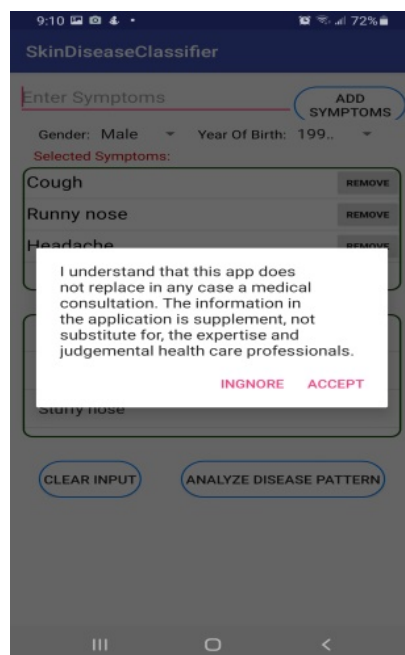 9:10 72%
SkinDiseaseClassifier
Enter Symptoms
ADD
SYMPTOMS
Gender: Male Year Of Birth: 199..
Selected Symptoms:
Cough REMOVE
Runny nose REMOVE
Headache REMOVE
I understand that this app does
not replace in any case a medical
consultation. The information in
the application is supplement, not
substitute for, the expertise and
judgemental health care professionals.
INGNORE ACCEPT
Stuffy nose
CLEAR INPUT ANALYZE DISEASE PATTERN